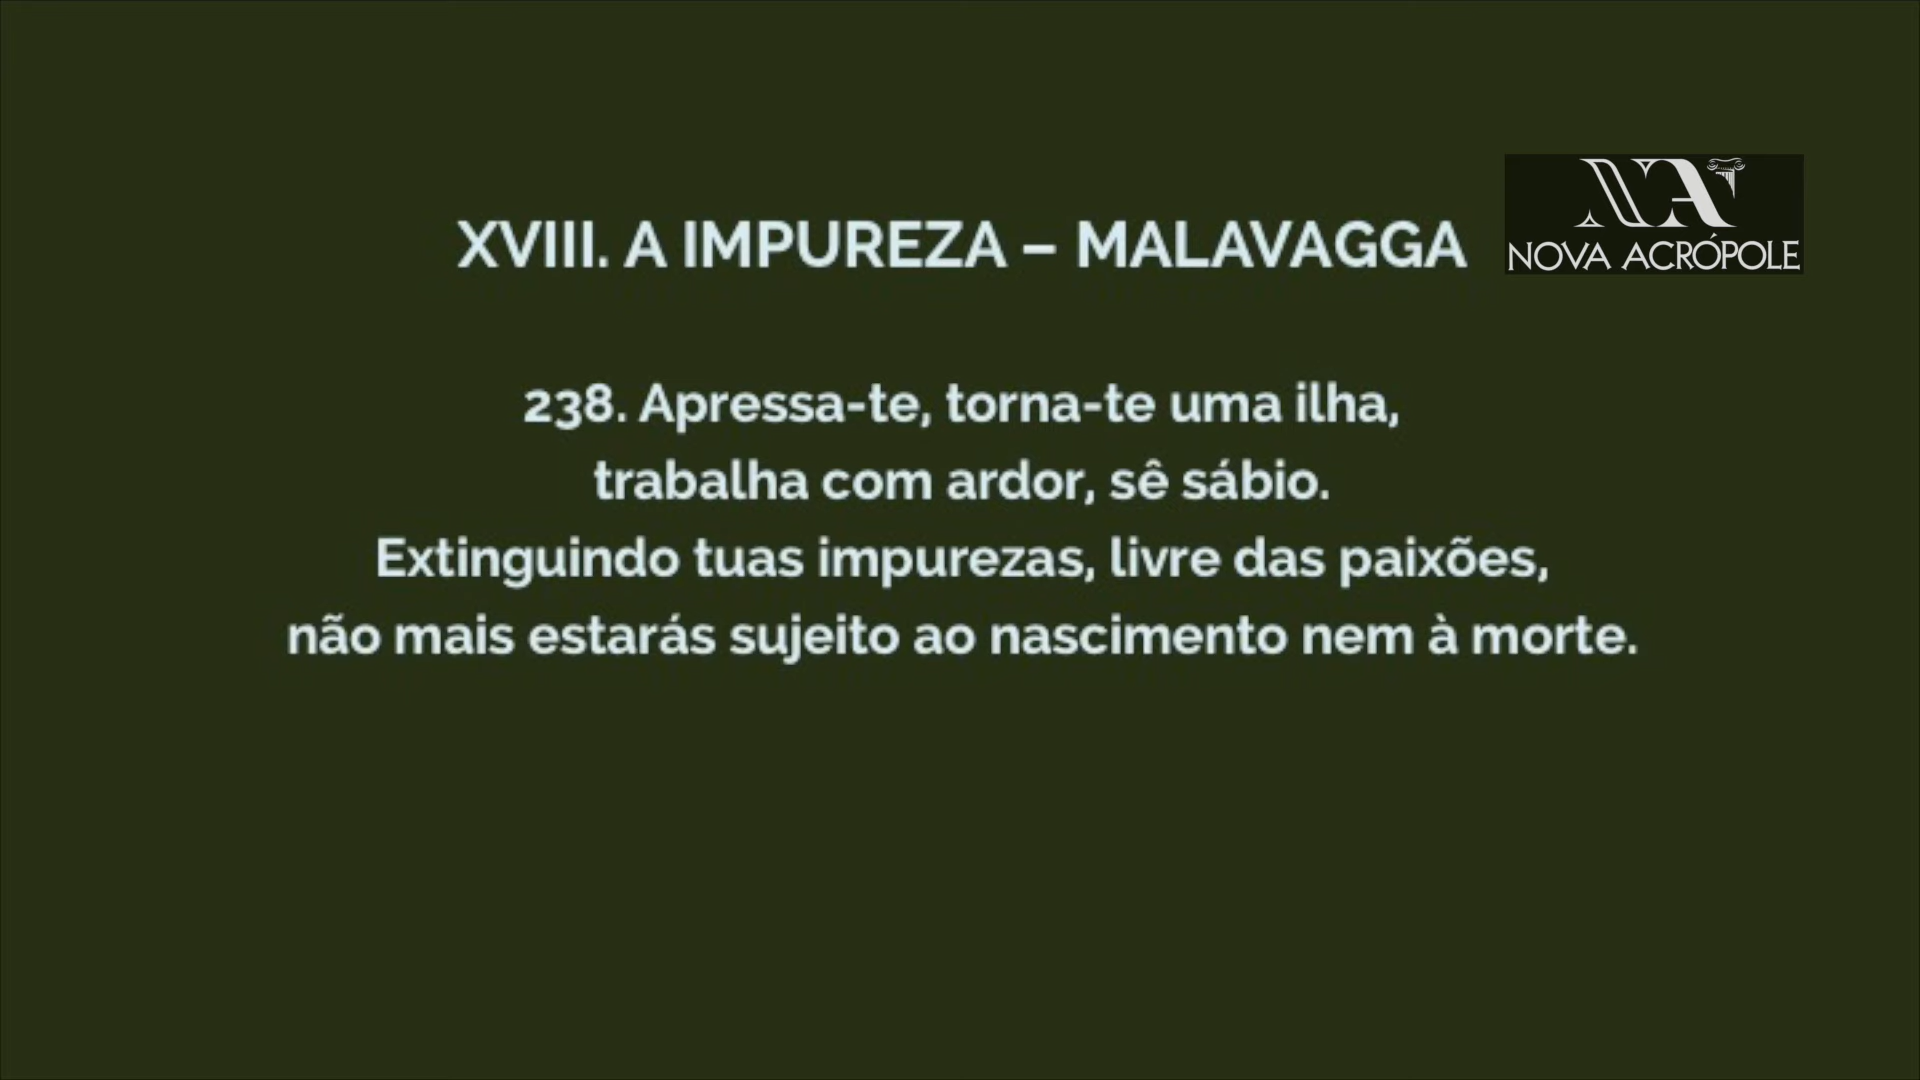 XVIII. A IMPUREZA – MALAVAGGA
NA
NOVA ACRÓPOLE
238. Apressa-te, torna-te uma ilha,
trabalha com ardor, sê sábio.
Extinguindo tuas impurezas, livre das paixões,
não mais estarás sujeito ao nascimento nem à morte.